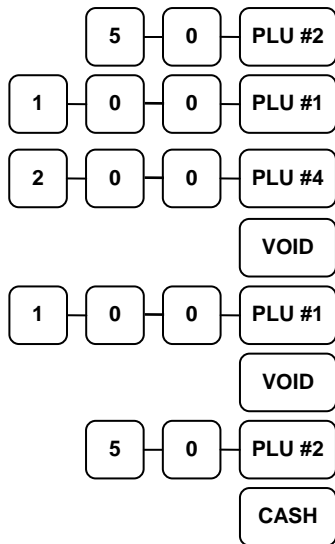 5 0 PLU #2
1 0 0 PLU #1
2 0 0 PLU #4
VOID
1 0 0 PLU #1
VOID
5 0 PLU #2
CASH